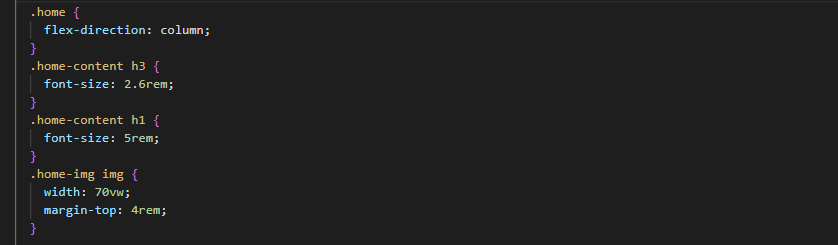 .home {
flex-direction: column;
}
.home-content h3 {
font-size: 2.6rem;
}
.home-content h1 {
font-size: 5rem;
}
.home-img img {
width: 70vw;
margin-top: 4rem;
}